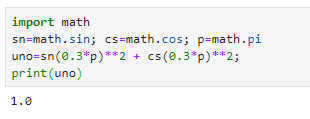 import math
sn=math.sin; cs=math.cos; p=math.pi
uno=sn(0.3*p)**2 + cs(0.3*p)**2;
print(uno)
1.0